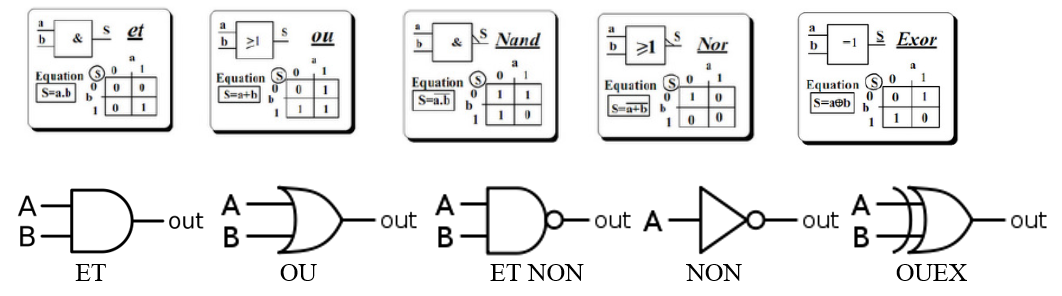 a
b
&
S
et
a
0 1
Equation S
S=a.b
0 0 0
b
1 0 1
a
b
≥1
S
ou
a
0 1
Equation S
S=a+b
0 0 1
b
1 1 1
a
b
&
S
Nand
a
0 1
Equation S
S=a.b
0 1 1
b
1 1 0
a
b
≥1
S
Nor
a
0 1
Equation S
S=a+b
0 1 0
b
1 0 0
a
b
=1
S
Exor
a
0 1
Equation S
S=a⊕b
0 0 1
b
1 1 0
A
B
out
ET
A
B
out
OU
A
B
out
ET NON
A
out
NON
A
B
out
OUEX